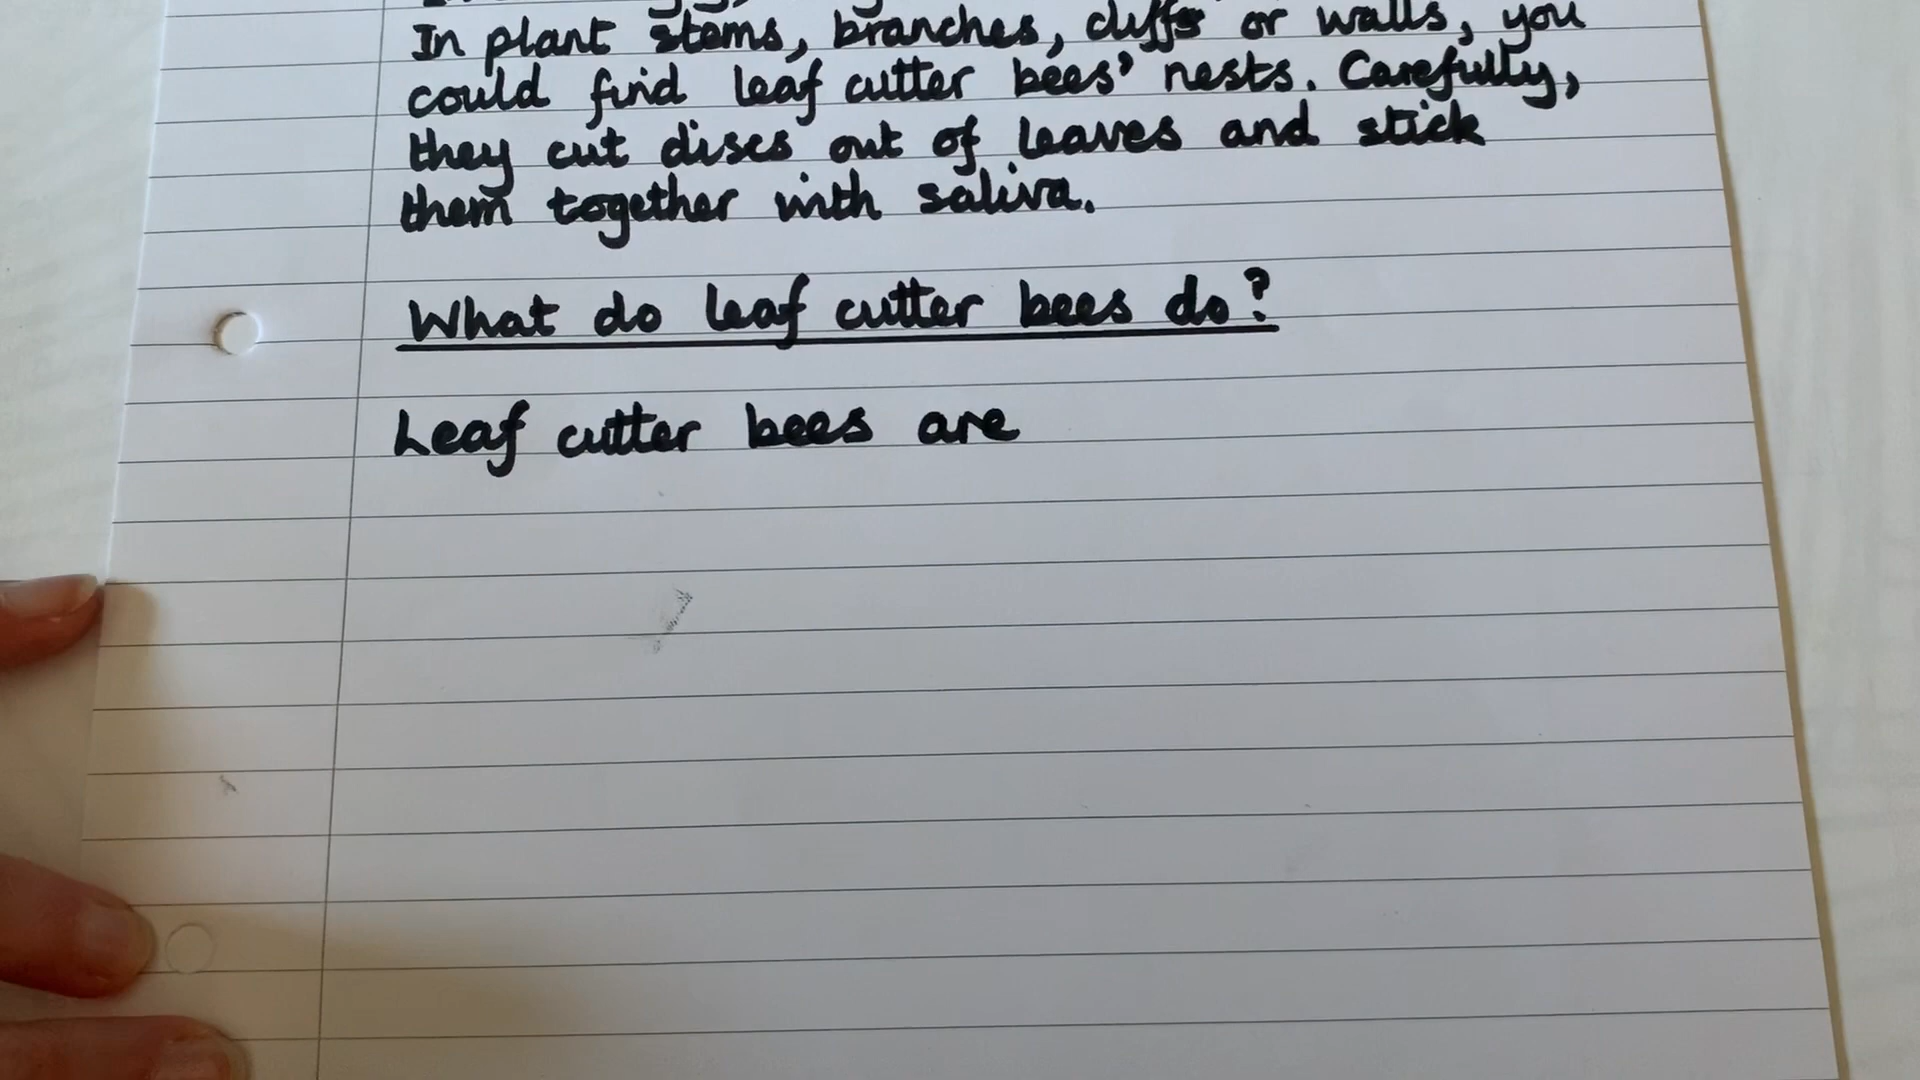 In plant stems, branches, cliffs or walls, you
could find leaf cutter bees' nests. Carefully,
they cut discs out of leaves and stick
them together with saliva.
What do leaf cutter bees do?
Leaf cutter bees are